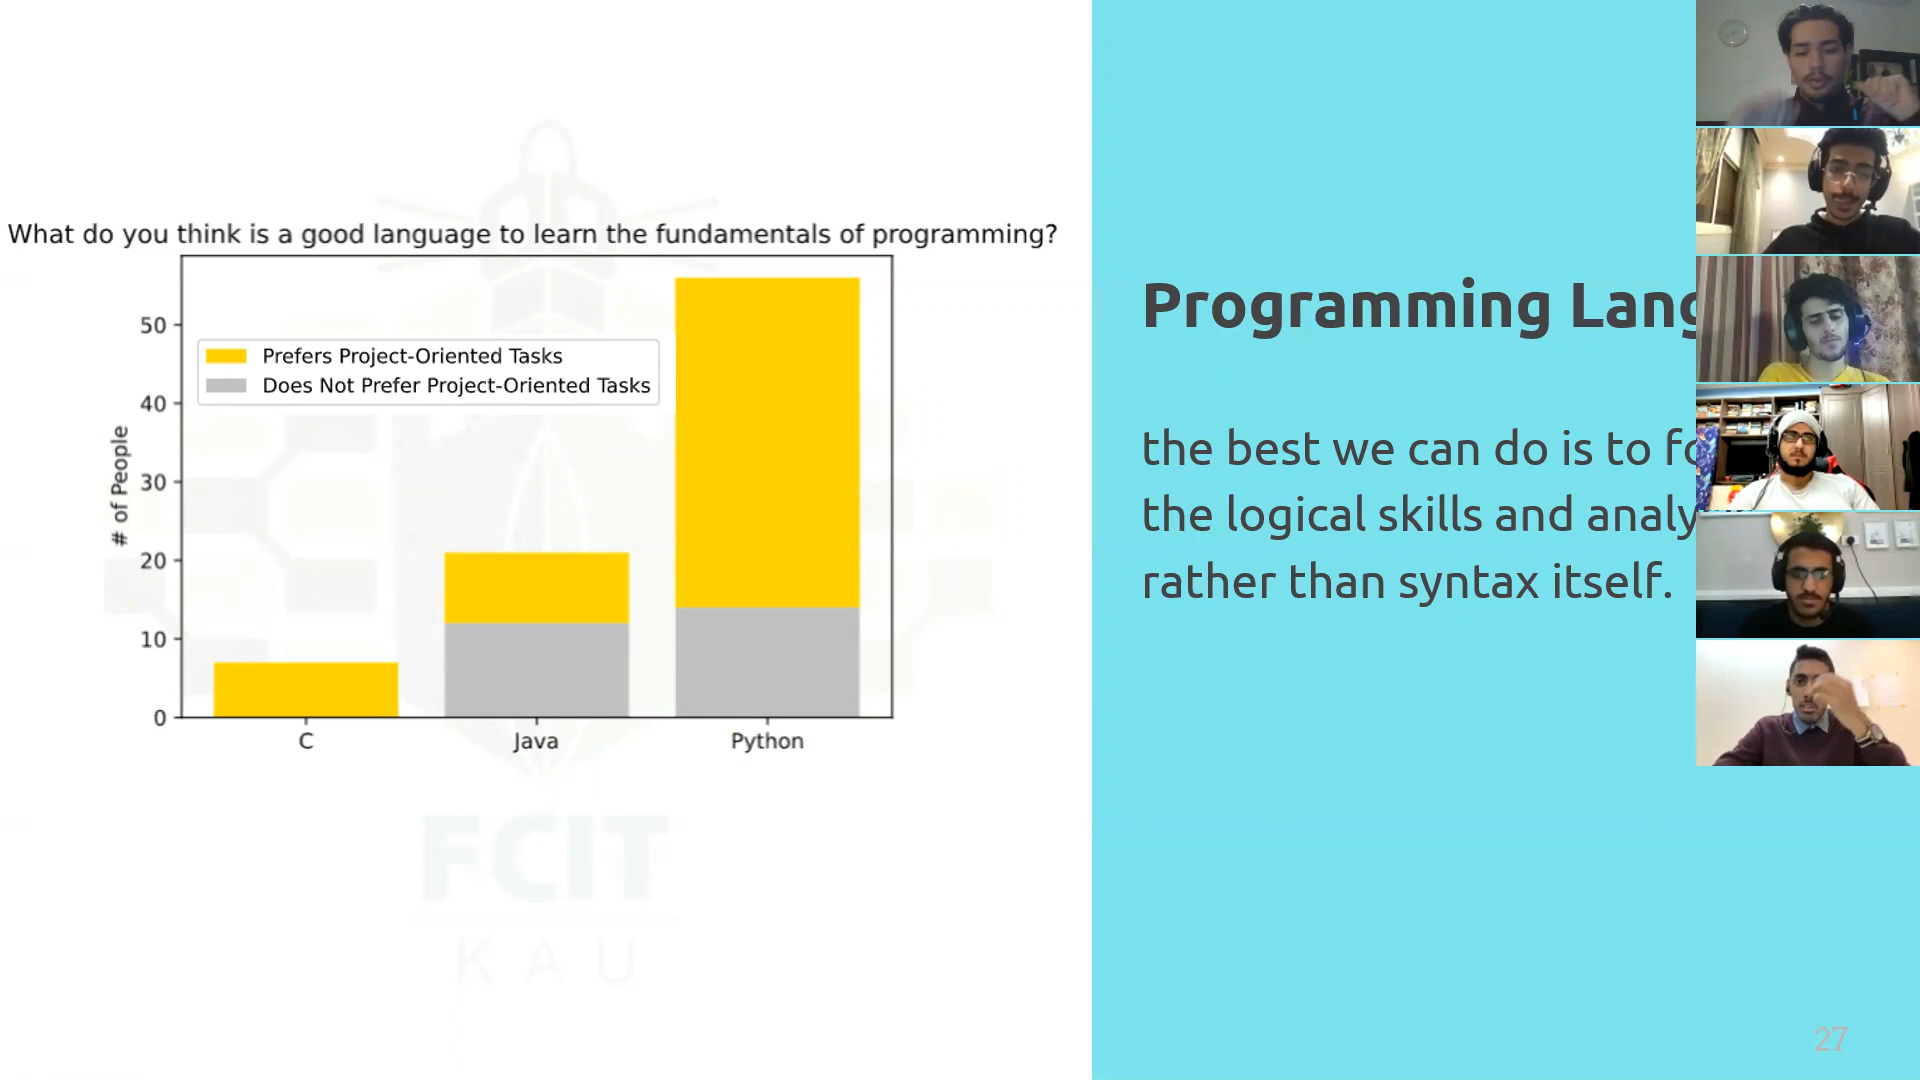 What do you think is a good language to learn the fundamentals of programming?
50
Prefers Project-Oriented Tasks
Does Not Prefer Project-Oriented Tasks
40
# of People
30
20
10
0
C Java Python
FCIT
KAU
Programming Lang
the best we can do is to fo
the logical skills and analy
rather than syntax itself.
27